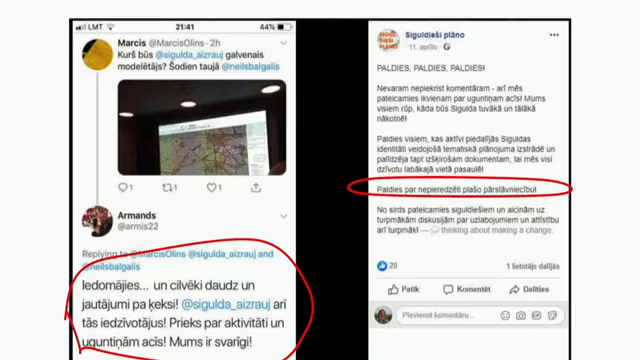 LMT
21:41
44%
Marcis @MarcisOlins · 2h
Kurš būs @sigulda_aizrauj galvenais
modelētājs? Šodien taujā @neilsbalgalis
1
1
Armands
@armis22
Replying to @MarcisOlins @sigulda_aizrauj and
@neilsbalgalis
Iedomājies... un cilvēki daudz un
jautājumi pa ķeksi! @sigulda_aizrauj arī
tās iedzīvotājus! Prieks par aktivitāti un
uguntiņām acīs! Mums ir svarīgi!
SIGUL
DIEŠI
PLĀNO
Siguldieši plāno
11. aprīlis ·
PALDIES, PALDIES, PALDIES!
Nevaram nepiekrist komentāram - arī mēs
pateicamies ikvienam par uguntiņam acīs! Mums
visiem rūp, kāda būs Sigulda tuvākā un tālākā
nākotnē!
Paldies visiem, kas aktīvi piedalījās Siguldas
identitāti veidojošā tematiskā plānojuma izstrādē un
palīdzēja tapt izšķirošam dokumentam, lai mēs visi
dzīvotu labākajā vietā pasaulē!
Paldies par nepieredzēti plašo pārstāvniecību!
No sirds pateicamies siguldiešiem un aicinām uz
turpmākām diskusijām par uzlabojumiem un attīstību
arī turpmāk! — thinking about making a change.
20
1 lietotājs dalījās
Patīk
Komentēt
Dalīties
Pievienot komentāru...